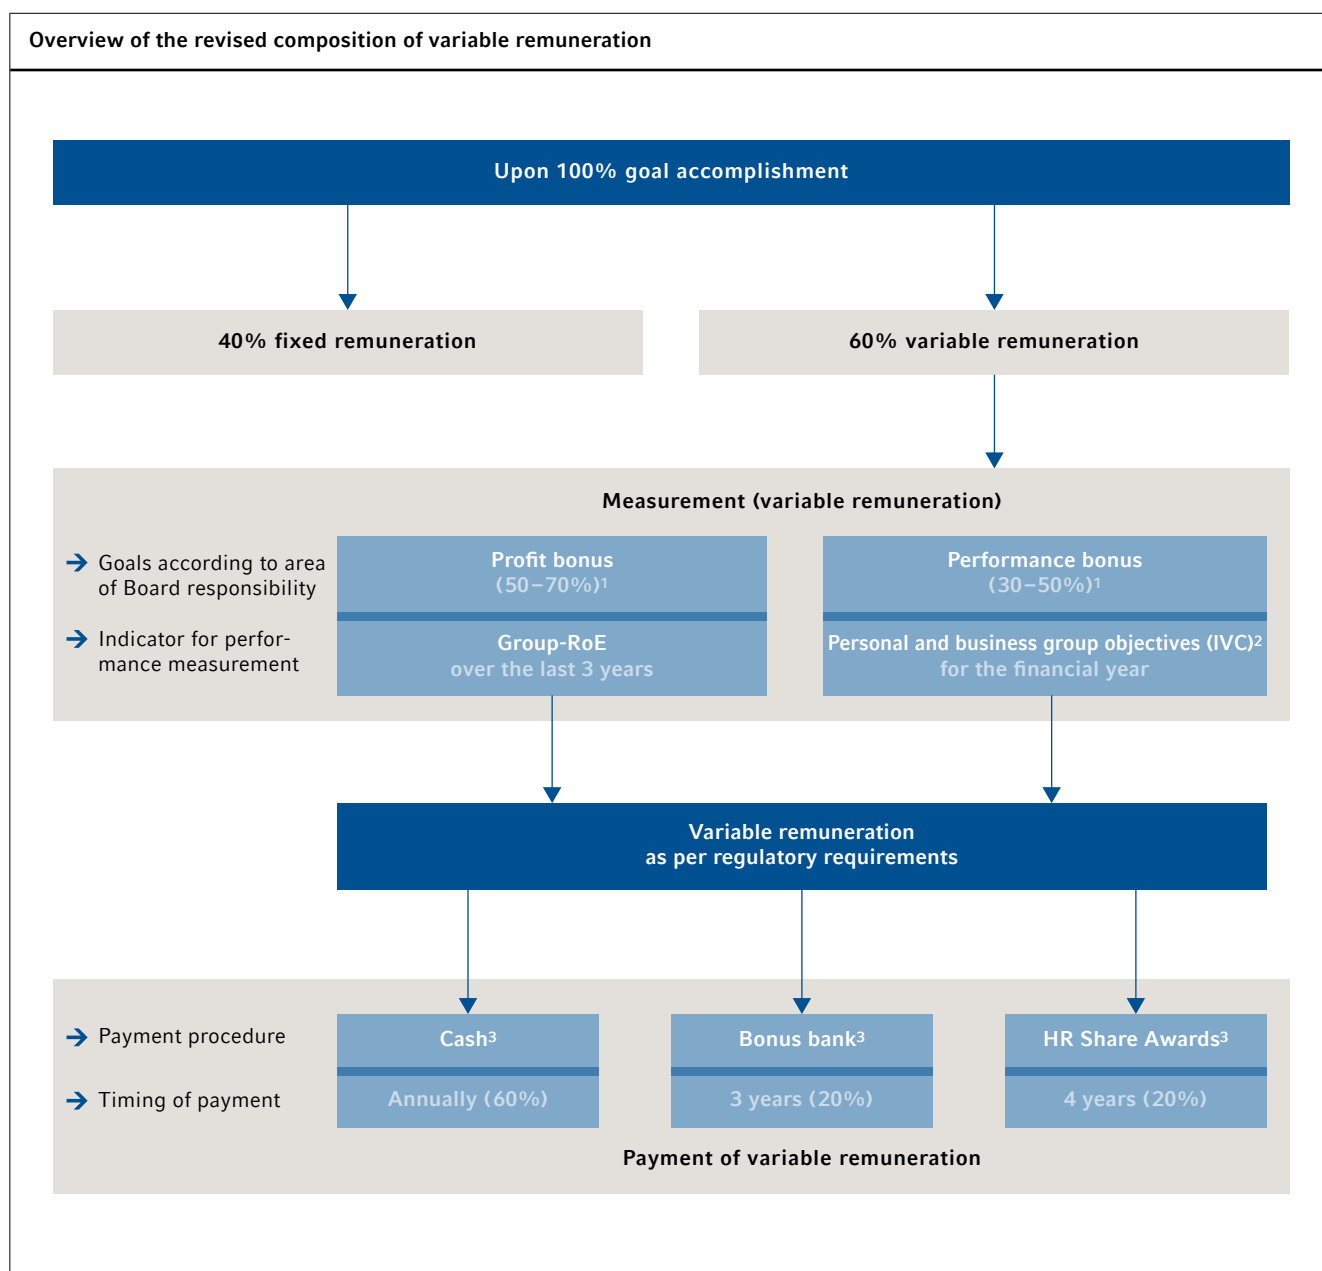 Overview of the revised composition of variable remuneration
Upon 100% goal accomplishment
40% fixed remuneration
60% variable remuneration
Measurement (variable remuneration)
→ Goals according to area
of Board responsibility
Profit bonus
(50–70%)¹
Performance bonus
(30–50%)¹
→ Indicator for perfor-
mance measurement
Group-RoE
over the last 3 years
Personal and business group objectives (IVC)²
for the financial year
Variable remuneration
as per regulatory requirements
→ Payment procedure
Cash³
Bonus bank³
HR Share Awards³
→ Timing of payment
Annually (60%)
3 years (20%)
4 years (20%)
Payment of variable remuneration